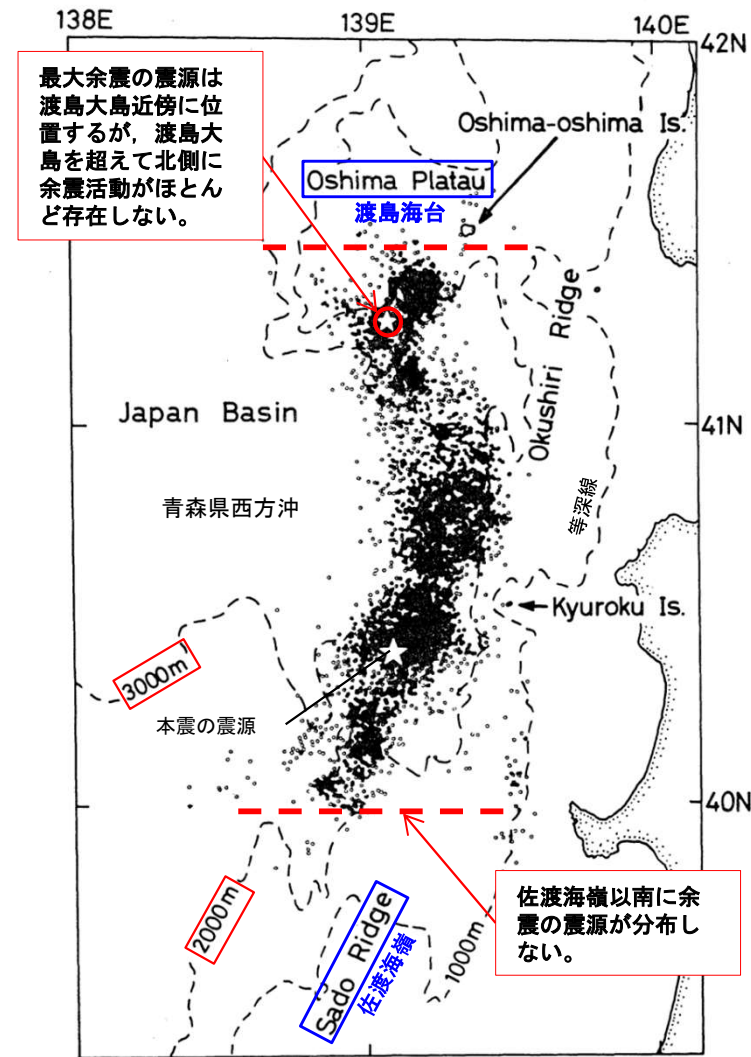 138E
139E
140E
42N
最大余震の震源は
渡島大島近傍に位
置するが，渡島大
島を超えて北側に
余震活動がほとん
ど存在しない。
Oshima-oshima Is.
Oshima Platau
渡島海台
Okushiri Ridge
Japan Basin
41N
青森県西方沖
等深線
Kyuroku Is.
3000m
本震の震源
40N
2000m
Sado Ridge
佐渡海嶺
1000m
佐渡海嶺以南に余
震の震源が分布し
ない。